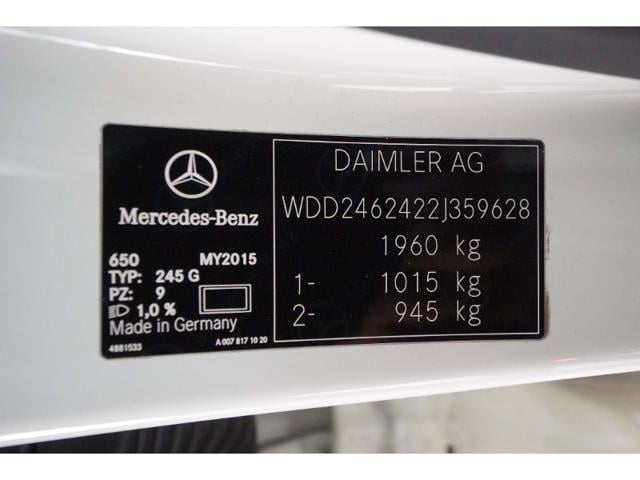 Mercedes-Benz
650 MY2015
TYP: 245 G
PZ: 9
1,0 %
Made in Germany
4881533 A 007 817 10 20
DAIMLER AG
WDD2462422J359628
1960 kg
1- 1015 kg
2- 945 kg